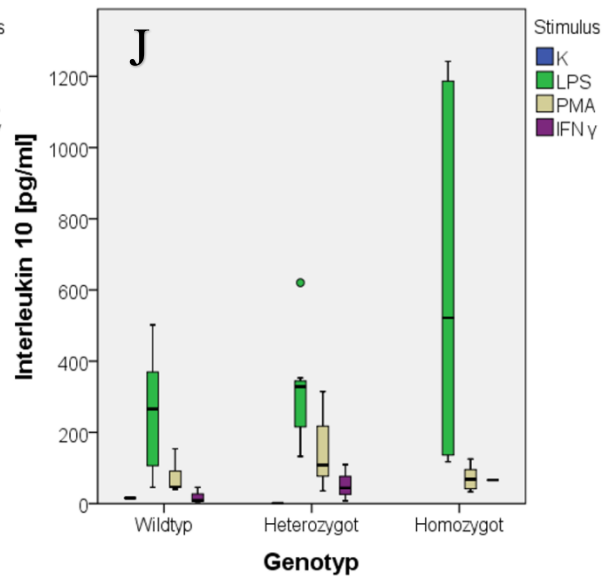 J
Stimulus
K
LPS
PMA
IFN γ
Interleukin 10 [pg/ml]
1200
1000
800
600
400
200
0
Wildtyp
Heterozygot
Homozygot
Genotyp